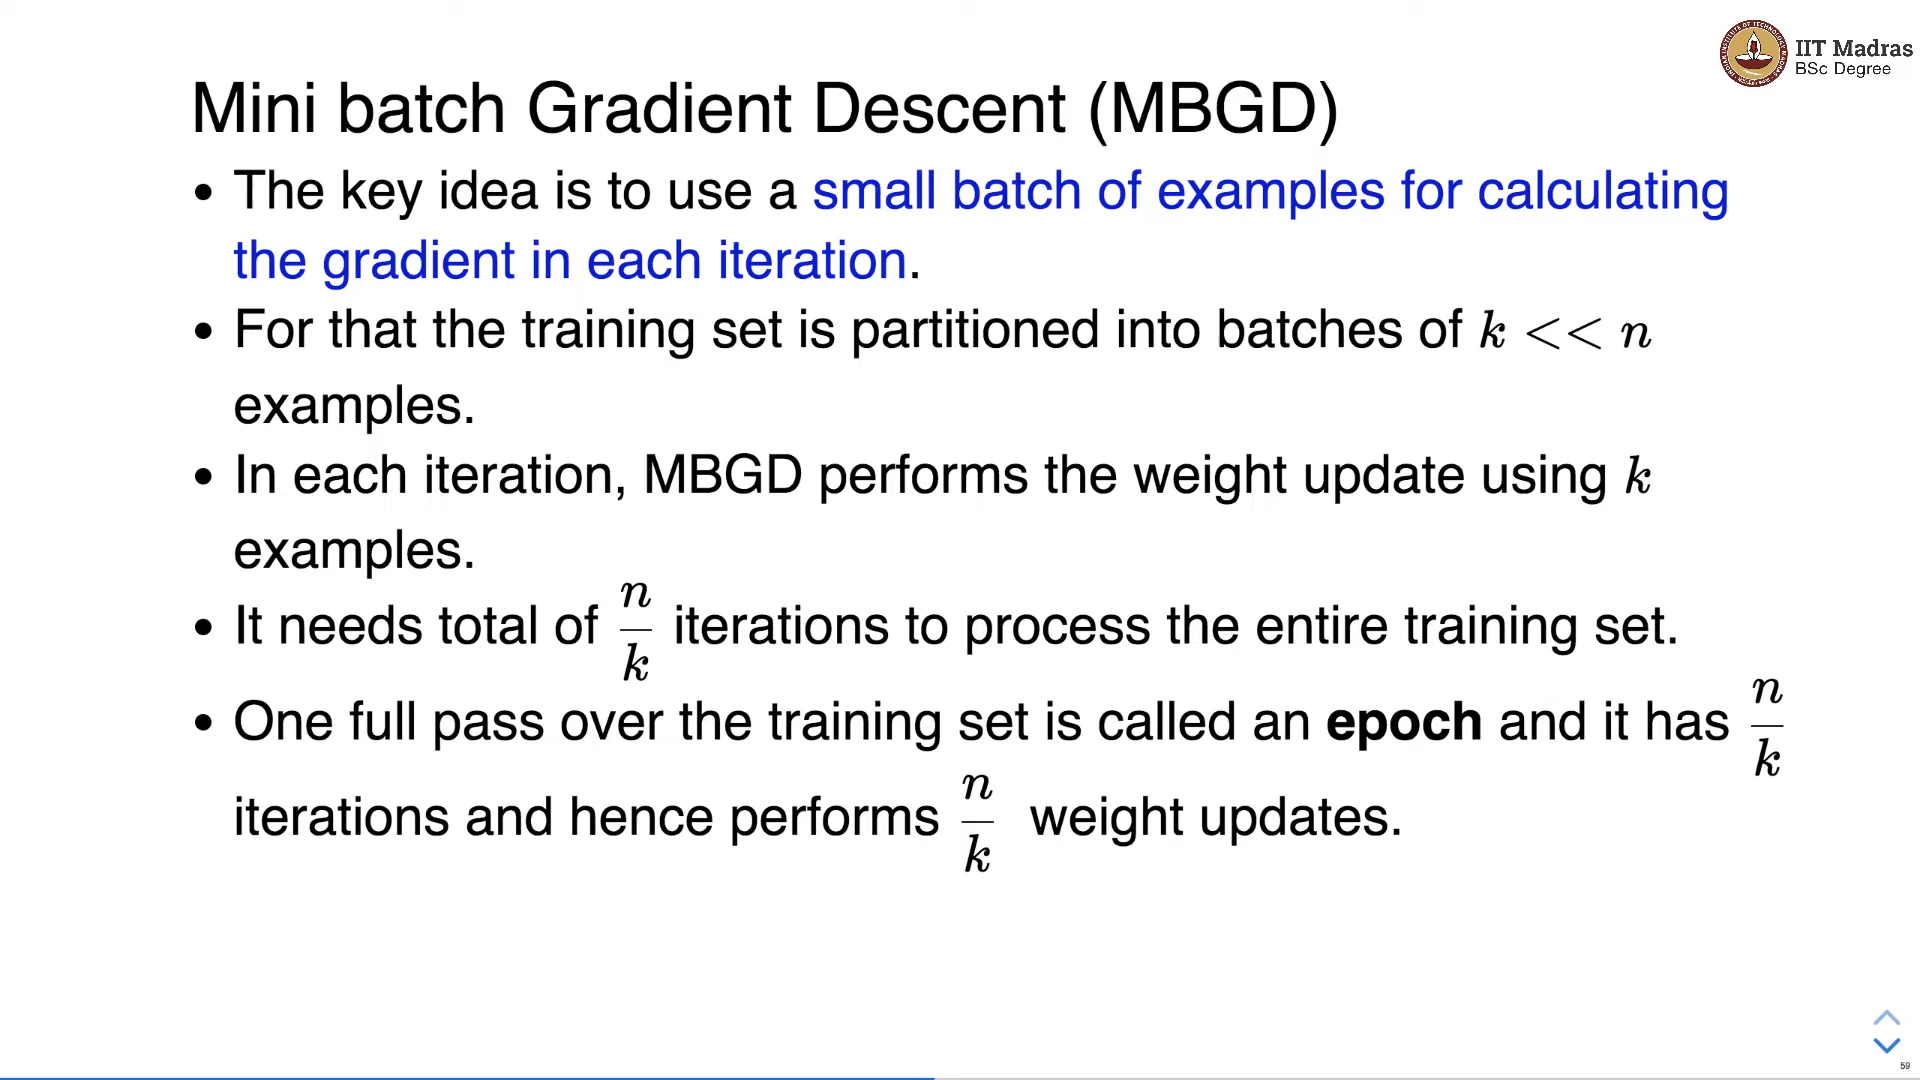 IIT Madras
BSc Degree
Mini batch Gradient Descent (MBGD)
• The key idea is to use a small batch of examples for calculating
the gradient in each iteration.
• For that the training set is partitioned into batches of k << n
examples.
• In each iteration, MBGD performs the weight update using k
examples.
• It needs total of n/k iterations to process the entire training set.
• One full pass over the training set is called an epoch and it has n/k
iterations and hence performs n/k weight updates.
59